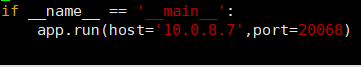 if __name__ == '__main__':
    app.run(host='10.0.8.7',port=20068)